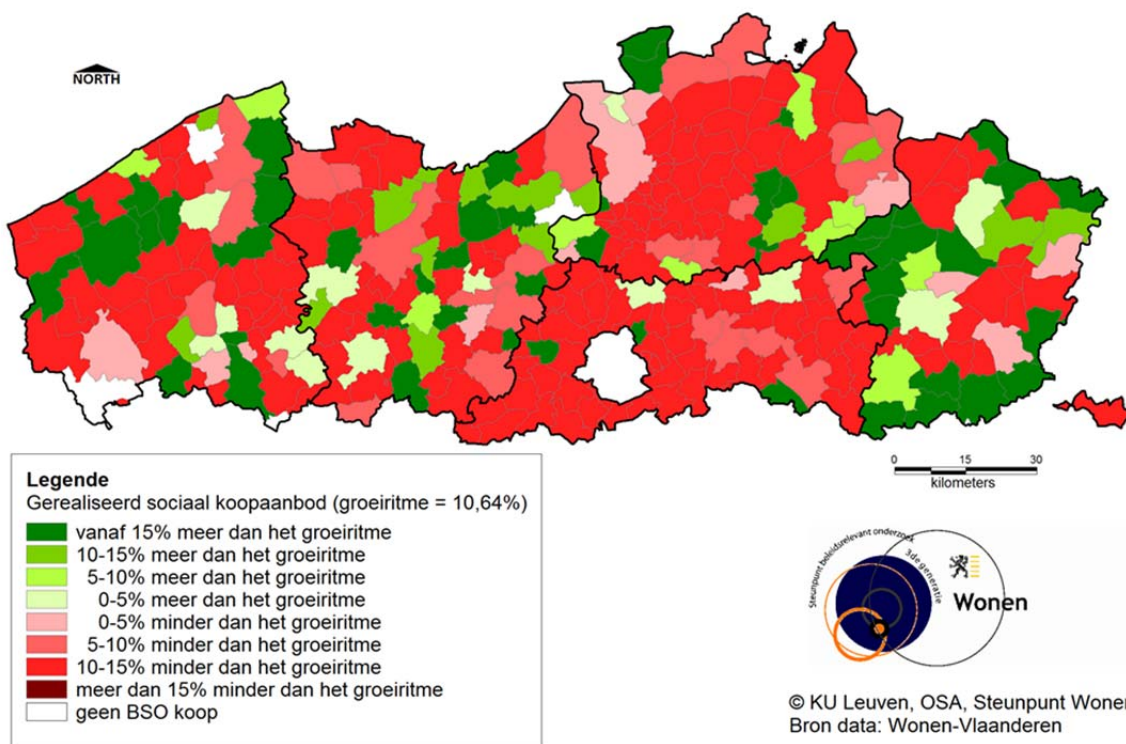 NORTH
Legende
Gerealiseerd sociaal koopaanbod (groeiritme = 10,64%)
vanaf 15% meer dan het groeiritme
10-15% meer dan het groeiritme
5-10% meer dan het groeiritme
0-5% meer dan het groeiritme
0-5% minder dan het groeiritme
5-10% minder dan het groeiritme
10-15% minder dan het groeiritme
meer dan 15% minder dan het groeiritme
geen BSO koop
0 15 30
kilometers
Steunpunt beleidsrelevant onderzoek
3de generatie
Wonen
© KU Leuven, OSA, Steunpunt Wonen
Bron data: Wonen-Vlaanderen